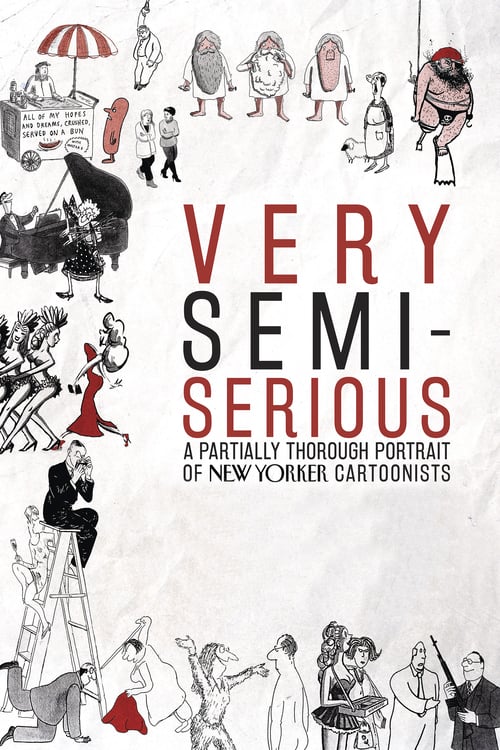 ALL OF MY HOPES
AND DREAMS, CRUSHED,
SERVED ON A BUN
VERY
SEMI-
SERIOUS
A PARTIALLY THOROUGH PORTRAIT
OF NEW YORKER CARTOONISTS